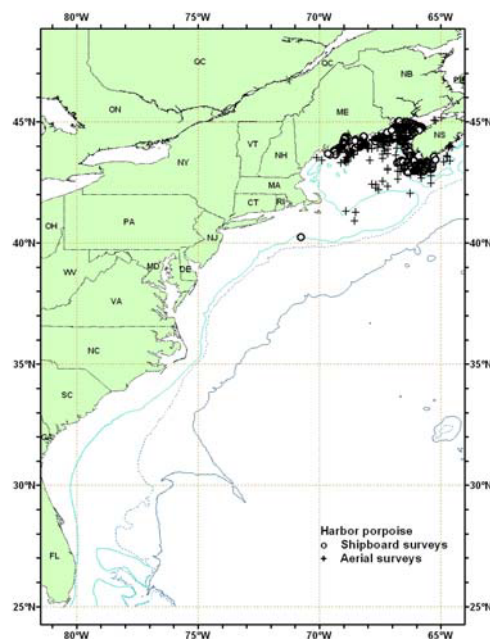 80°W 75°W 70°W 65°W
QC QC NB PE
45°N ON ME 45°N
NS
VT NH
NY
MA
CT RI
OH PA
40°N NJ 40°N
MD DE
WV
VA
35°N NC 35°N
SC
GA
30°N 30°N
Harbor porpoise
Shipboard surveys
FL Aerial surveys
25°N 25°N
80°W 75°W 70°W 65°W